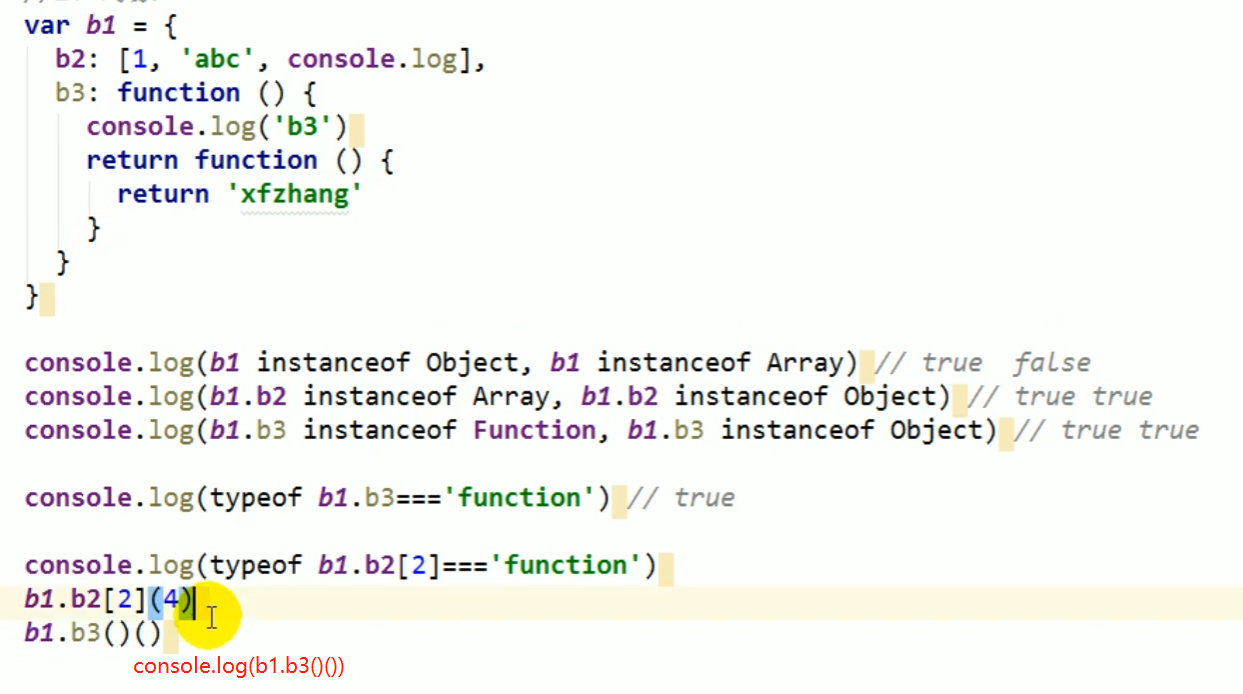 var b1 = {
b2: [1, 'abc', console.log],
b3: function () {
console.log('b3')
return function () {
return 'xfzhang'
}
}
}
console.log(b1 instanceof Object, b1 instanceof Array) // true false
console.log(b1.b2 instanceof Array, b1.b2 instanceof Object) // true true
console.log(b1.b3 instanceof Function, b1.b3 instanceof Object) // true true
console.log(typeof b1.b3==='function') // true
console.log(typeof b1.b2[2]==='function')
b1.b2[2](4)
b1.b3()()
console.log(b1.b3()())